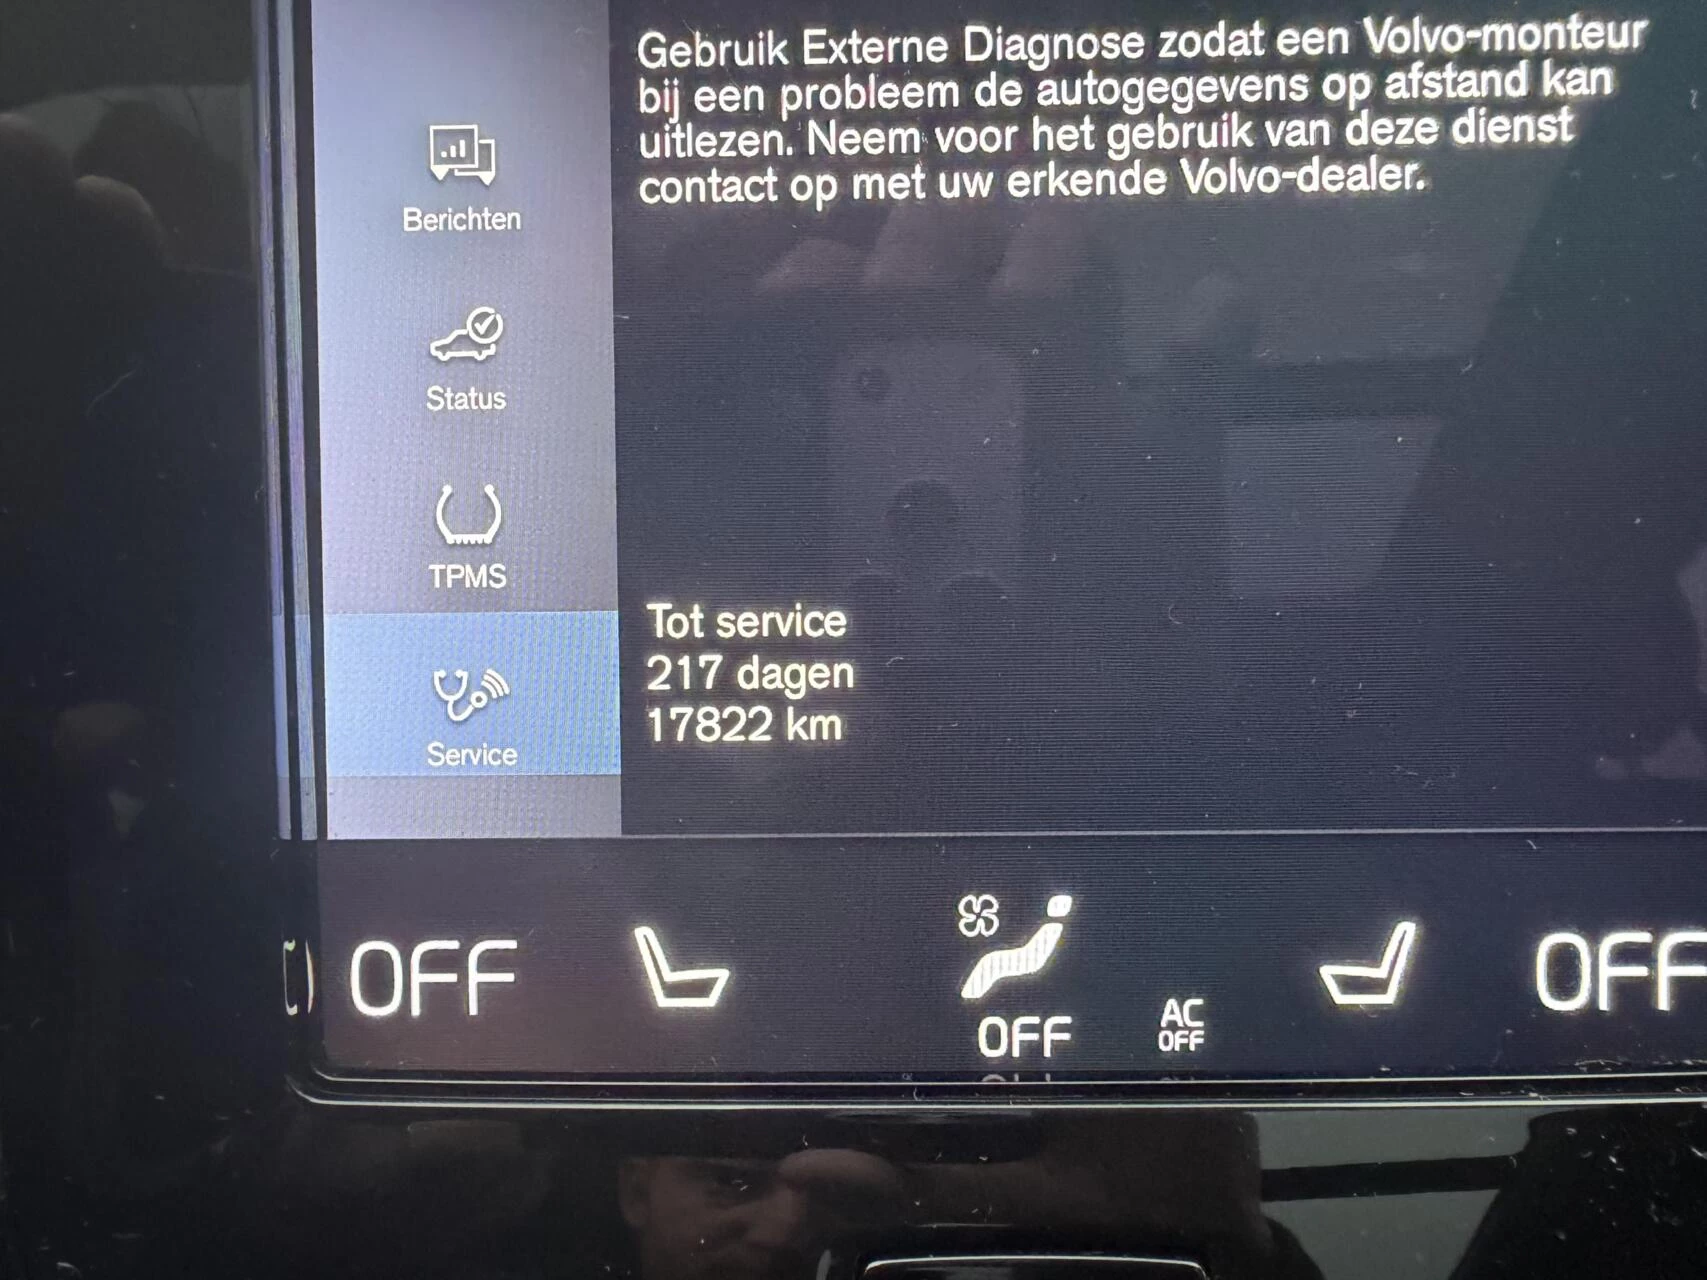 Gebruik Externe Diagnose zodat een Volvo-monteur
bij een probleem de autogegevens op afstand kan
uitlezen. Neem voor het gebruik van deze dienst
contact op met uw erkende Volvo-dealer.
Berichten
Status
TPMS
Service
Tot service
217 dagen
17822 km
OFF
OFF
AC
OFF
OFF